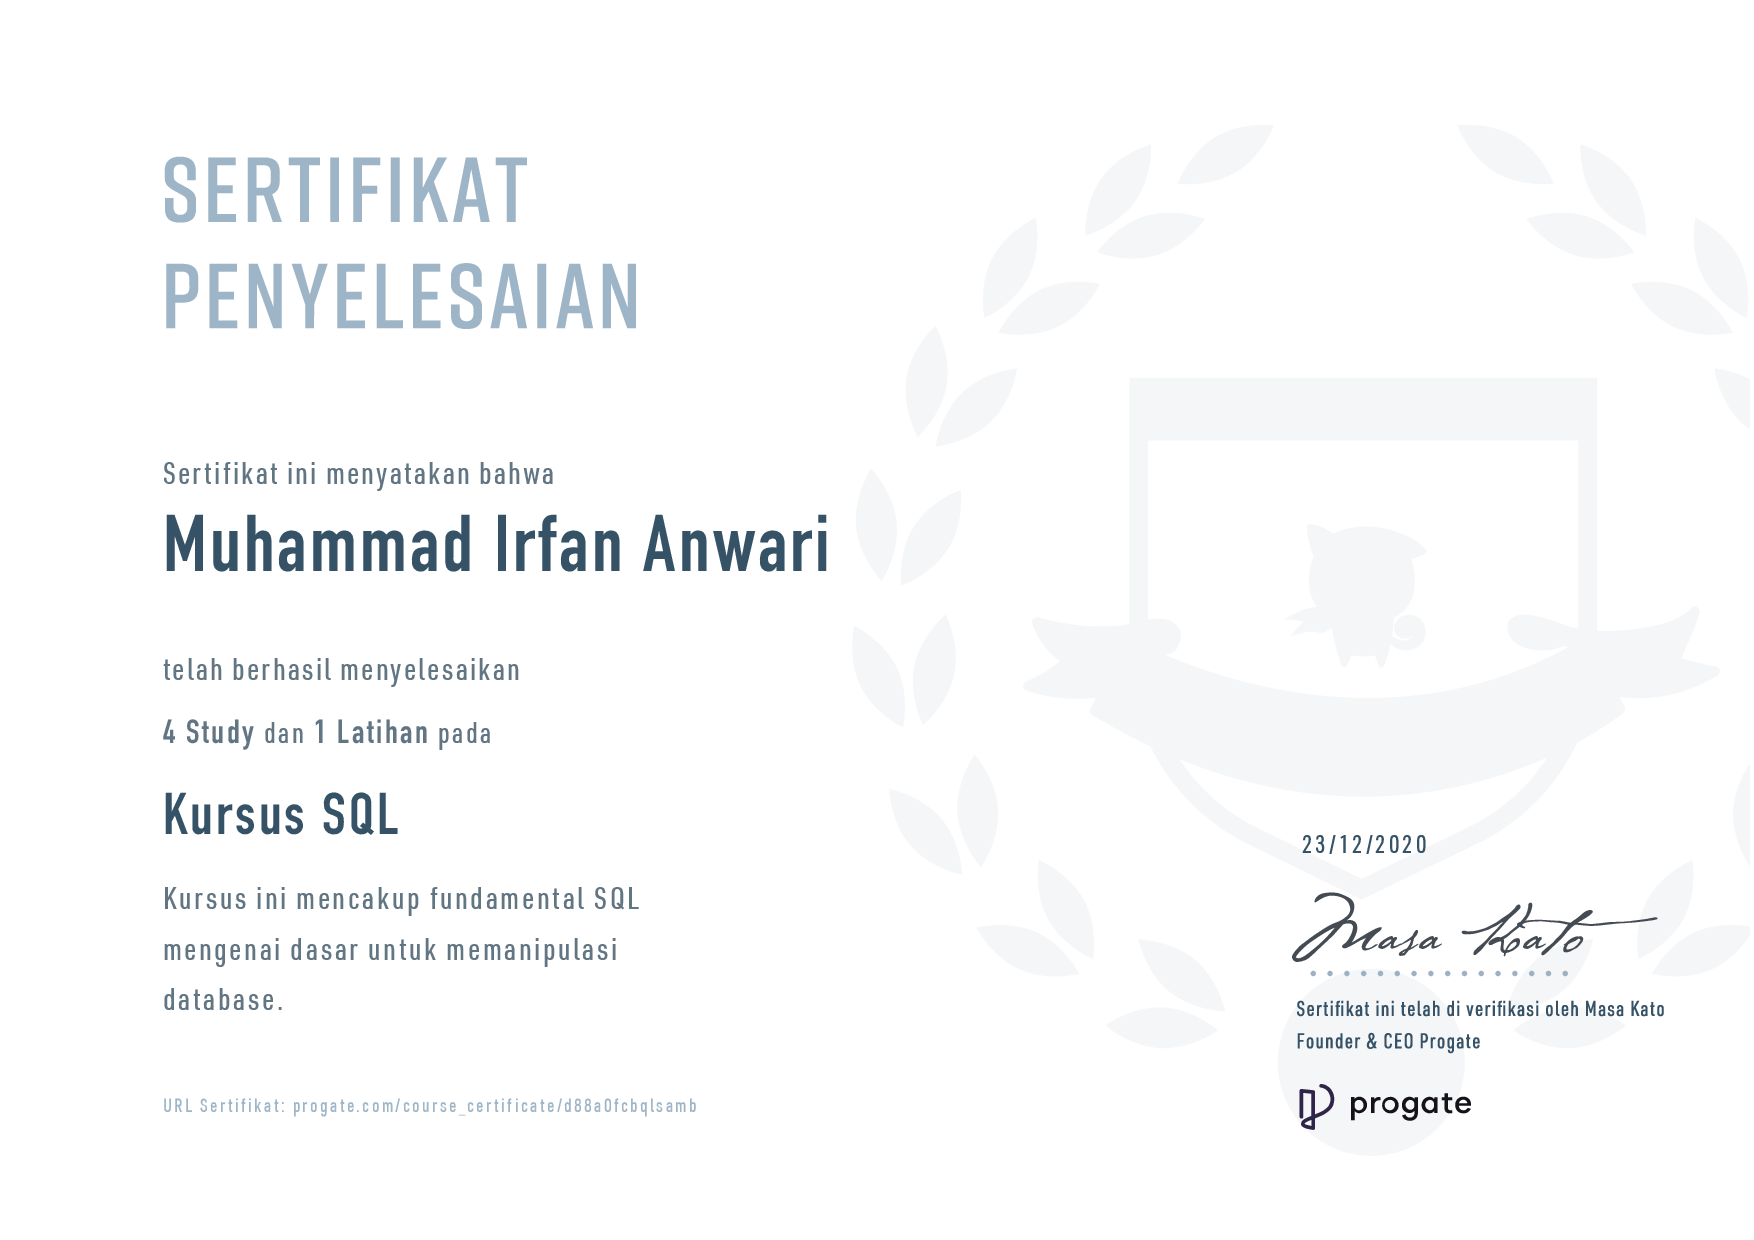 SERTIFIKAT
PENYELESAIAN
Sertifikat ini menyatakan bahwa
Muhammad Irfan Anwari
telah berhasil menyelesaikan
4 Study dan 1 Latihan pada
Kursus SQL
Kursus ini mencakup fundamental SQL
mengenai dasar untuk memanipulasi
database.
URL Sertifikat: progate.com/course_certificate/d88a0fcbqlsamb
23/12/2020
Masa Kato
Sertifikat ini telah di verifikasi oleh Masa Kato
Founder & CEO Progate
progate